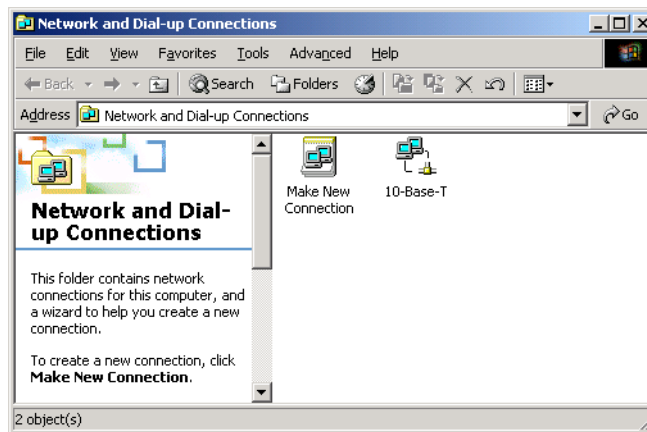 Network and Dial-up Connections
File Edit View Favorites Tools Advanced Help
Back Search Folders
Address Network and Dial-up Connections Go
Network and Dial-
up Connections
This folder contains network
connections for this computer, and
a wizard to help you create a new
connection.
To create a new connection, click
Make New Connection.
Make New
Connection
10-Base-T
2 object(s)